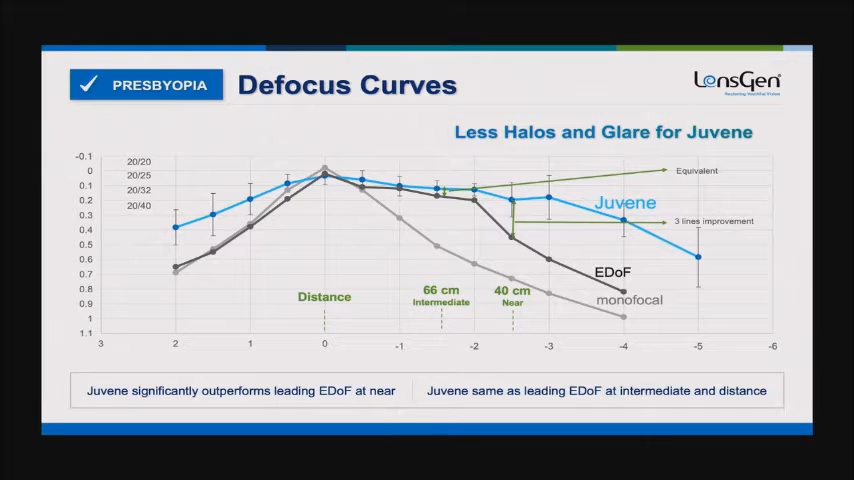 PRESBYOPIA
Defocus Curves
LensGen
Restoring Youthful Vision
Less Halos and Glare for Juvene
-0.1
0
0.1
0.2
0.3
0.4
0.5
0.6
0.7
0.8
0.9
1
1.1
20/20
20/25
20/32
20/40
Equivalent
Juvene
3 lines improvement
EDoF
monofocal
Distance
66 cm
Intermediate
40 cm
Near
3 2 1 0 -1 -2 -3 -4 -5 -6
Juvene significantly outperforms leading EDoF at near
Juvene same as leading EDoF at intermediate and distance